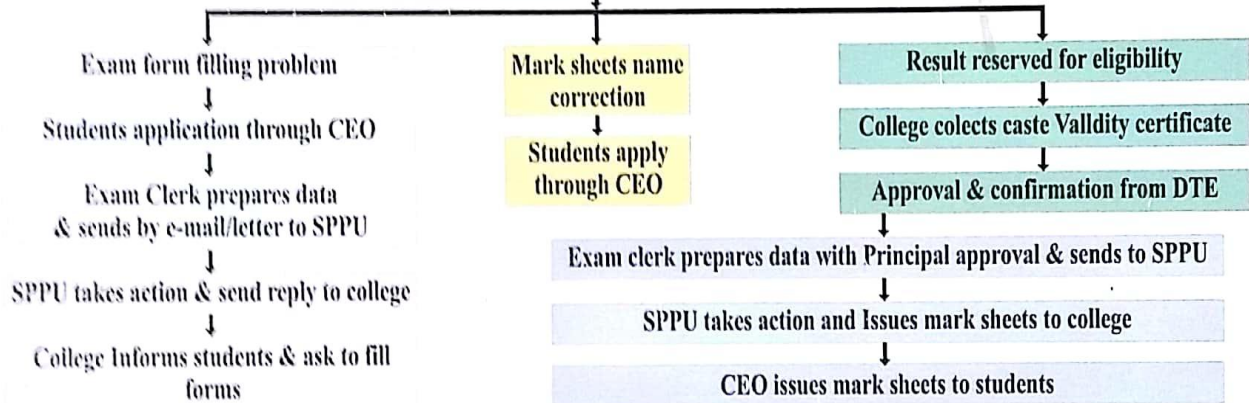 Exam form filling problem
Students application through CEO
Exam Clerk prepares data
& sends by e-mail/letter to SPPU
SPPU takes action & send reply to college
College Informs students & ask to fill
forms
Mark sheets name
correction
Students apply
through CEO
Result reserved for eligibility
College colects caste Valldity certificate
Approval & confirmation from DTE
Exam clerk prepares data with Principal approval & sends to SPPU
SPPU takes action and Issues mark sheets to college
CEO issues mark sheets to students